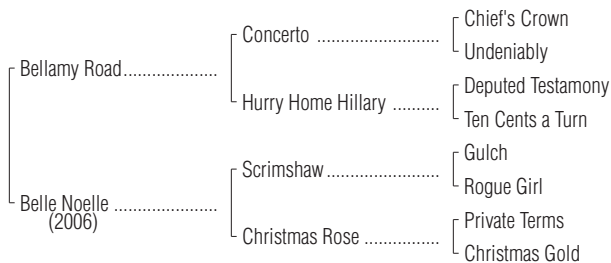 Chief's Crown
Concerto ..........................
Undeniably
Bellamy Road....................
Deputed Testamony
Hurry Home Hillary ..........
Ten Cents a Turn
Gulch
Scrimshaw........................
Rogue Girl
Belle Noelle ......................
(2006)
Private Terms
Christmas Rose ................
Christmas Gold